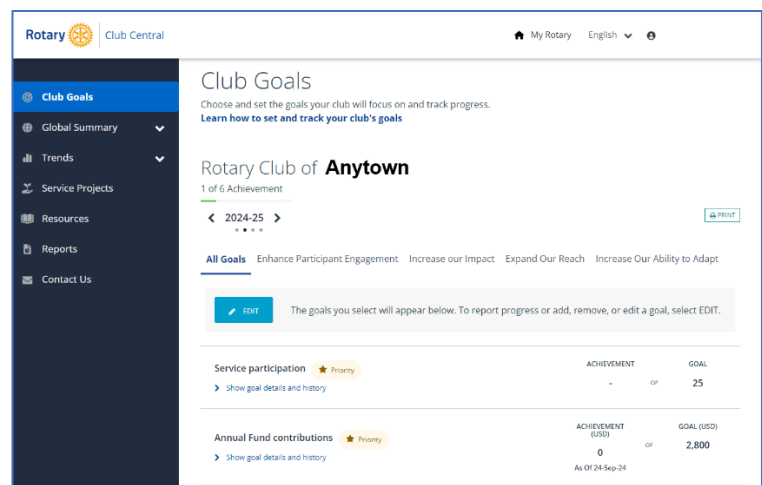 Rotary Club Central
My Rotary English
Club Goals
Global Summary
Trends
Service Projects
Resources
Reports
Contact Us
Club Goals
Choose and set the goals your club will focus on and track progress.
Learn how to set and track your club's goals
Rotary Club of Anytown
1 of 6 Achievement
2024-25
PRINT
All Goals Enhance Participant Engagement Increase our Impact Expand Our Reach Increase Our Ability to Adapt
EDIT The goals you select will appear below. To report progress or add, remove, or edit a goal, select EDIT.
Service participation Priority
Show goal details and history
ACHIEVEMENT GOAL
- OF 25
Annual Fund contributions Priority
Show goal details and history
ACHIEVEMENT (USD) GOAL (USD)
0 OF 2,800
As Of 24-Sep-24